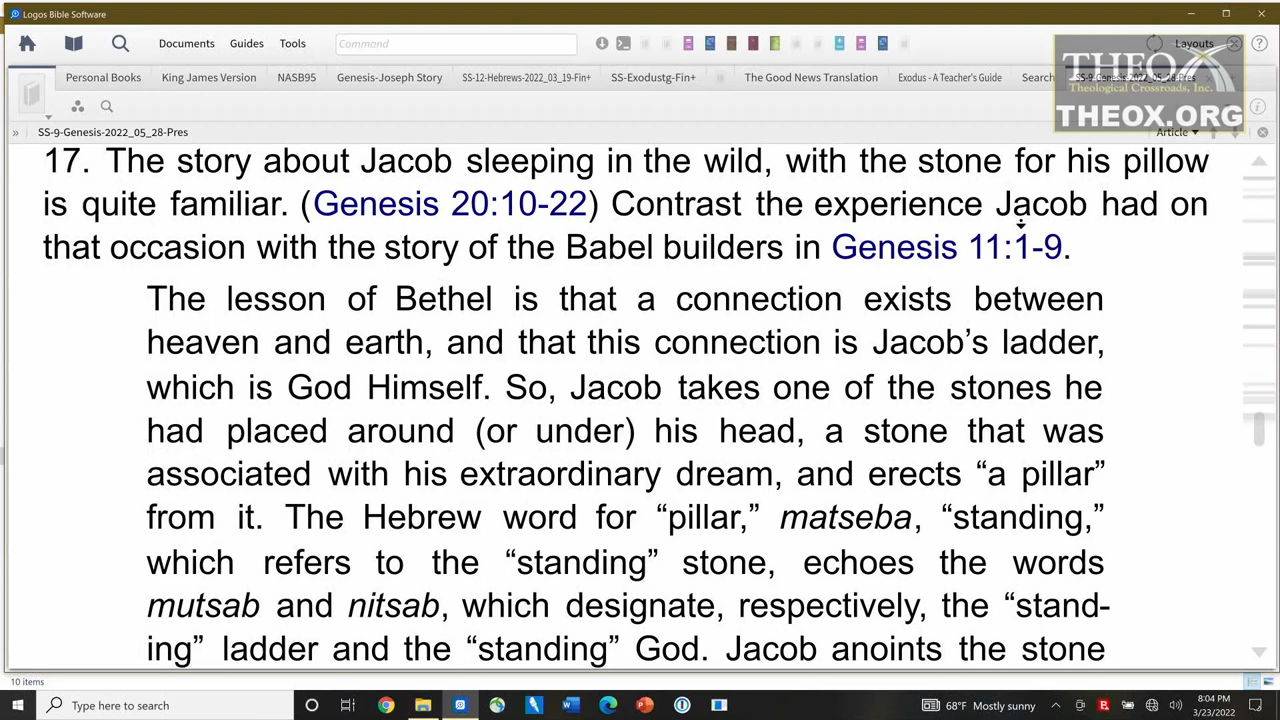 Logos Bible Software
Documents Guides Tools Command Layouts
THEOX
Theological Crossroads, Inc.
THEOX.ORG
Personal Books King James Version NASB95 SS-12-Hebrews-2022_03_19-Fin+ SS-Exodustg-Fin+ The Good News Translation Exodus - A Teacher's Guide Search SS-9-Genesis-2022_05_28-Pres
SS-9-Genesis-2022_05_28-Pres Article
17. The story about Jacob sleeping in the wild, with the stone for his pillow
is quite familiar. (Genesis 20:10-22) Contrast the experience Jacob had on
that occasion with the story of the Babel builders in Genesis 11:1-9.
The lesson of Bethel is that a connection exists between
heaven and earth, and that this connection is Jacob’s ladder,
which is God Himself. So, Jacob takes one of the stones he
had placed around (or under) his head, a stone that was
associated with his extraordinary dream, and erects “a pillar”
from it. The Hebrew word for “pillar,” matseba, “standing,”
which refers to the “standing” stone, echoes the words
mutsab and nitsab, which designate, respectively, the “stand-
ing” ladder and the “standing” God. Jacob anoints the stone
10 items
Type here to search 68°F Mostly sunny 8:04 PM
3/23/2022